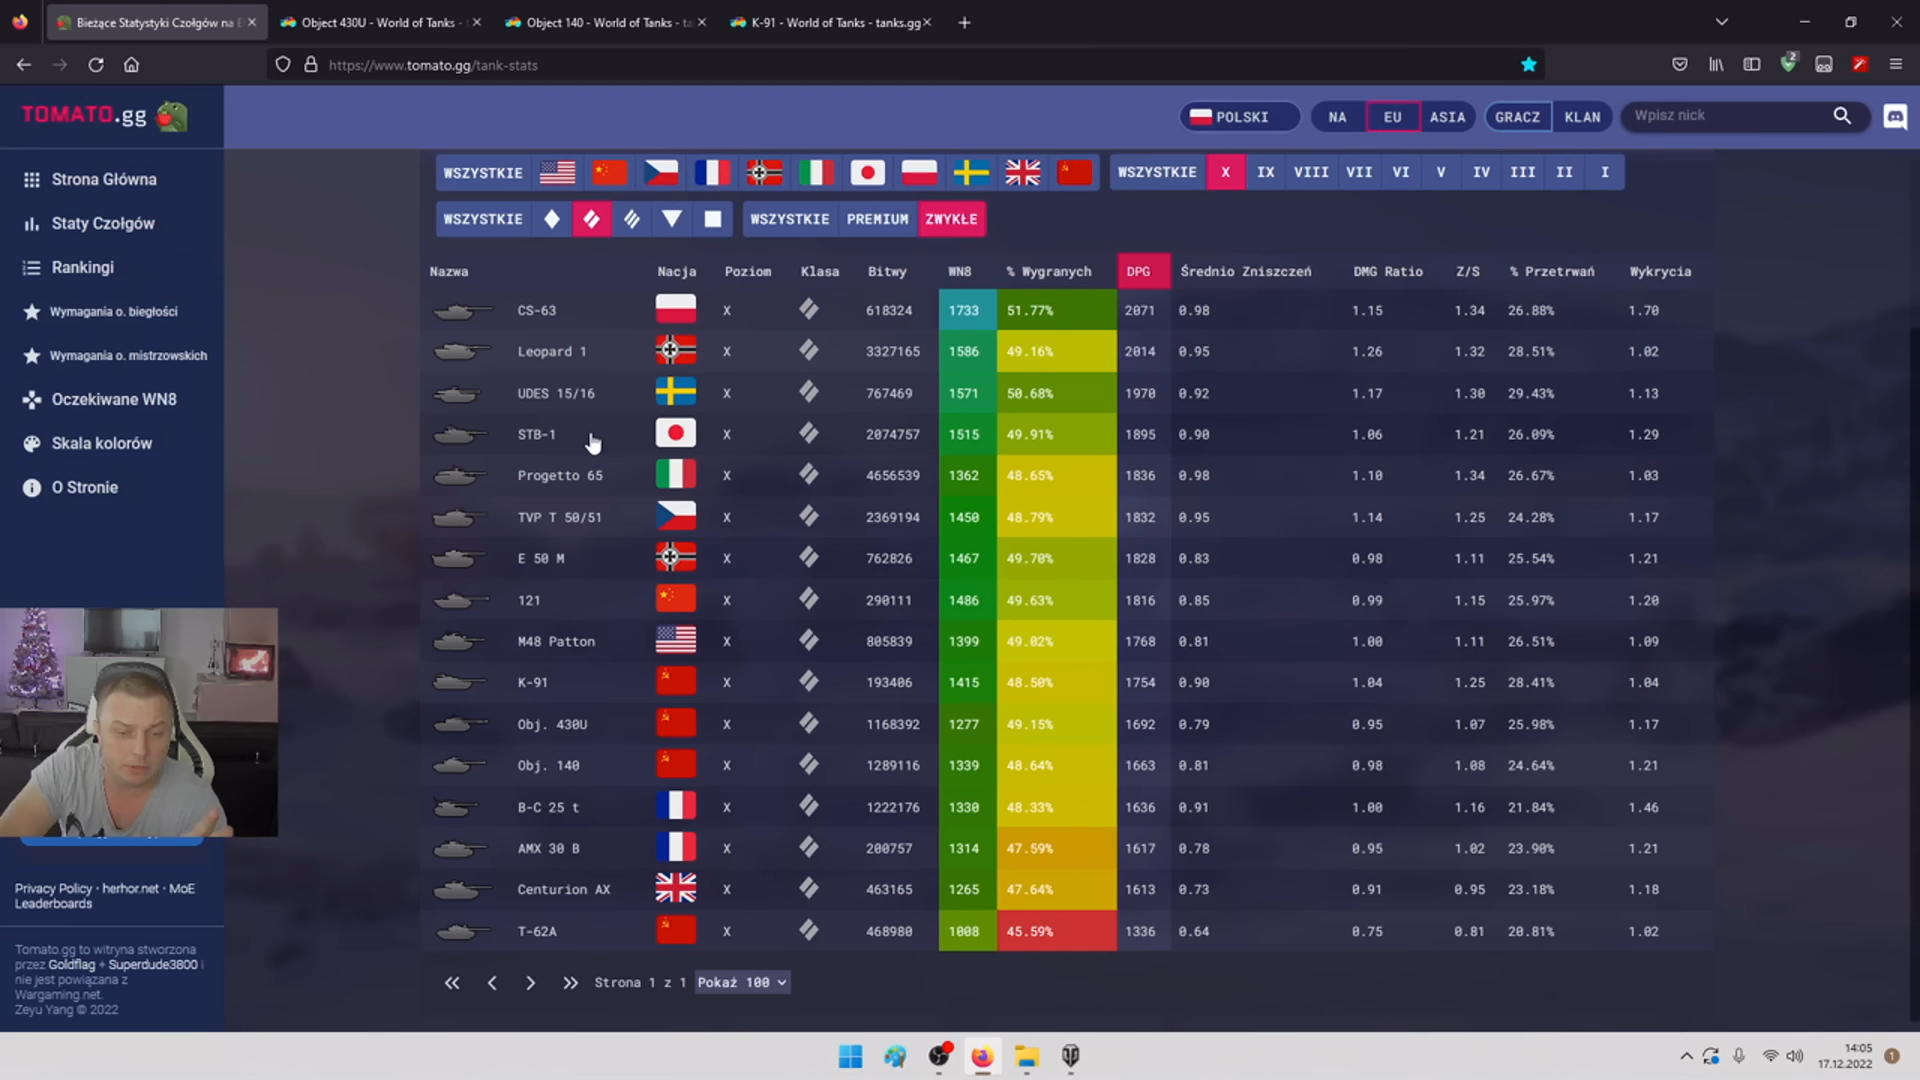 Bieżące Statystyki Czołgów na E
Object 430U - World of Tanks - t
Object 140 - World of Tanks - ta
K-91 - World of Tanks - tanks.gg
https://www.tomato.gg/tank-stats
2
TOMATO.gg
POLSKI
NA EU ASIA
GRACZ KLAN
Wpisz nick
Strona Główna
Staty Czołgów
Rankingi
Wymagania o. biegłości
Wymagania o. mistrzowskich
Oczekiwane WN8
Skala kolorów
O Stronie
WSZYSTKIE
WSZYSTKIE X IX VIII VII VI V IV III II I
WSZYSTKIE
WSZYSTKIE PREMIUM ZWYKŁE
Nazwa Nacja Poziom Klasa Bitwy WN8 % Wygranych DPG Średnio Zniszczeń DMG Ratio Z/S % Przetrwań Wykrycia
CS-63 X 618324 1733 51.77% 2071 0.98 1.15 1.34 26.88% 1.70
Leopard 1 X 3327165 1586 49.16% 2014 0.95 1.26 1.32 28.51% 1.02
UDES 15/16 X 767469 1571 50.68% 1970 0.92 1.17 1.30 29.43% 1.13
STB-1 X 2074757 1515 49.91% 1895 0.90 1.06 1.21 26.09% 1.29
Progetto 65 X 4656539 1362 48.65% 1836 0.98 1.10 1.34 26.67% 1.03
TVP T 50/51 X 2369194 1450 48.79% 1832 0.95 1.14 1.25 24.28% 1.17
E 50 M X 762826 1467 49.70% 1828 0.83 0.98 1.11 25.54% 1.21
121 X 290111 1486 49.63% 1816 0.85 0.99 1.15 25.97% 1.20
M48 Patton X 805839 1399 49.02% 1768 0.81 1.00 1.11 26.51% 1.09
K-91 X 193406 1415 48.50% 1754 0.90 1.04 1.25 28.41% 1.04
Obj. 430U X 1168392 1277 49.15% 1692 0.79 0.95 1.07 25.98% 1.17
Obj. 140 X 1289116 1339 48.64% 1663 0.81 0.98 1.08 24.64% 1.21
B-C 25 t X 1222176 1330 48.33% 1636 0.91 1.00 1.16 21.84% 1.46
AMX 30 B X 200757 1314 47.59% 1617 0.78 0.95 1.02 23.90% 1.21
Centurion AX X 463165 1265 47.64% 1613 0.73 0.91 0.95 23.18% 1.18
T-62A X 468980 1008 45.59% 1336 0.64 0.75 0.81 20.81% 1.02
Strona 1 z 1 Pokaż 100
Privacy Policy • herhor.net • MoE
Leaderboards
Tomato.gg to witryna stworzona
przez Goldflag + Superdude3800 i
nie jest powiązana z
Wargaming.net.
Zeyu Yang © 2022
14:05
17.12.2022
1